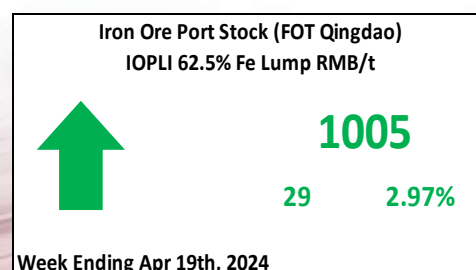 Iron Ore Port Stock (FOT Qingdao)
IOPLI 62.5% Fe Lump RMB/t
1005
29 2.97%
Week Ending Apr 19th, 2024